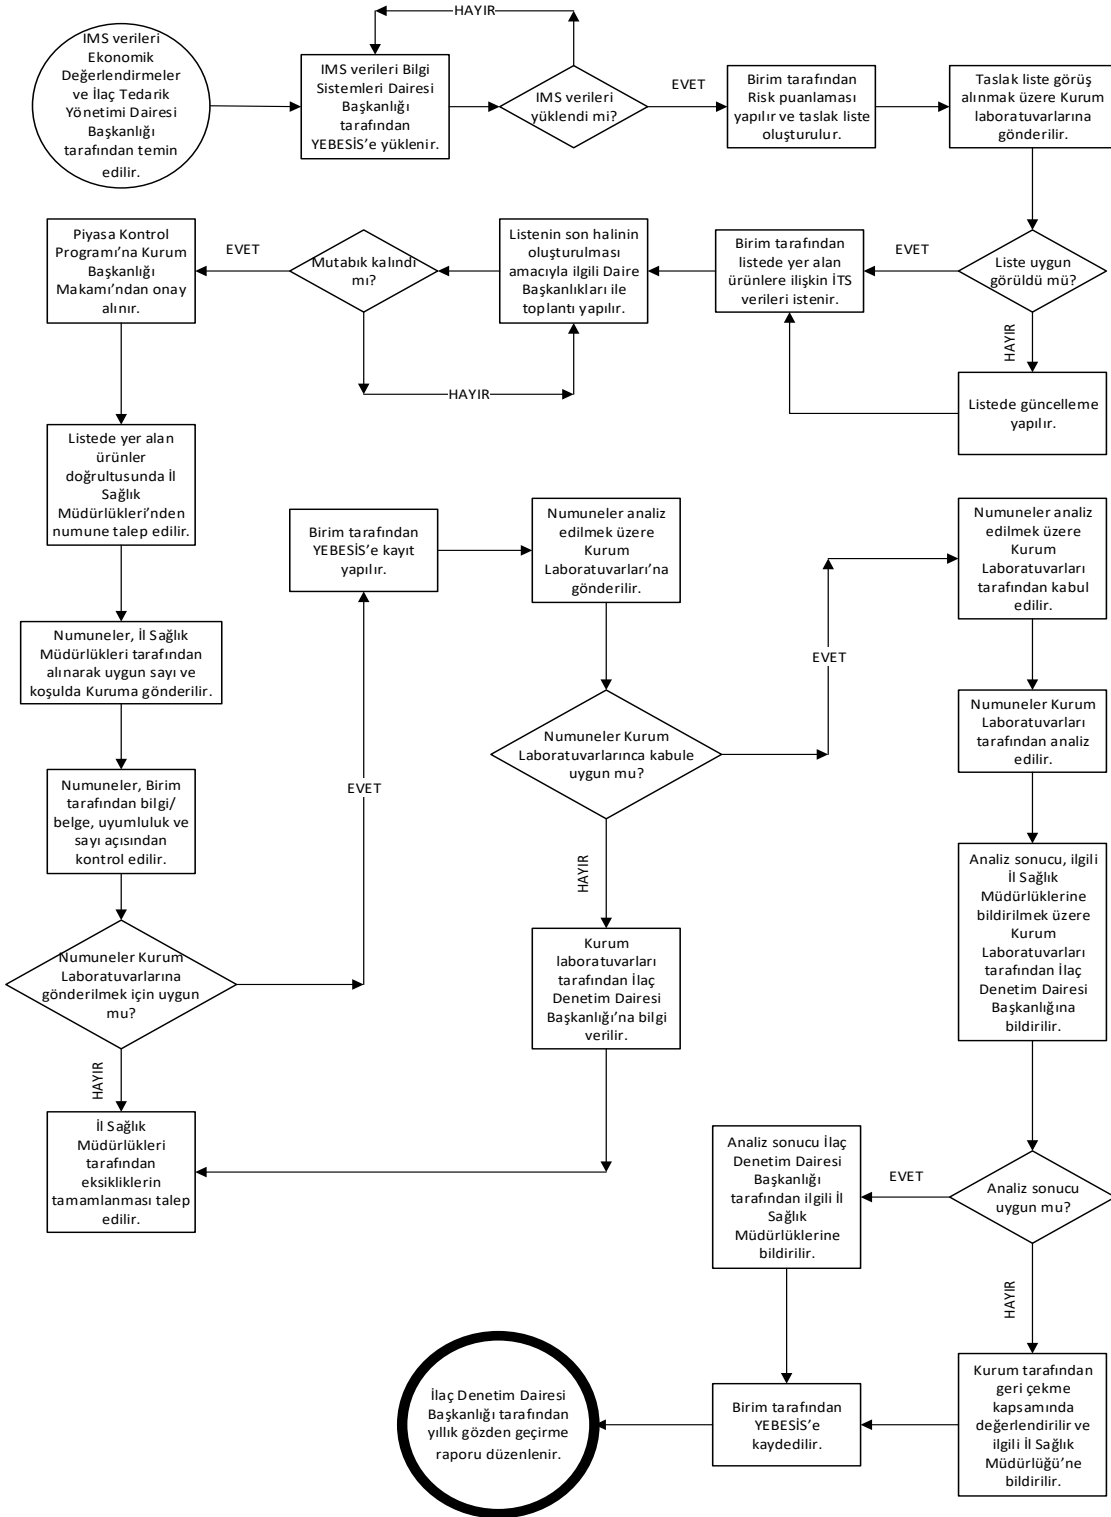 HAYIR
IMS verileri
Ekonomik
Değerlendirmeler
ve İlaç Tedarik
Yönetimi Dairesi
Başkanlığı
tarafından temin
edilir.
IMS verileri Bilgi
Sistemleri Dairesi
Başkanlığı
tarafından
YEBESİS’e yüklenir.
IMS verileri
yüklendi mi?
EVET
Birim tarafından
Risk puanlaması
yapılır ve taslak liste
oluşturulur.
Taslak liste görüş
alınmak üzere Kurum
laboratuvarlarına
gönderilir.
Liste uygun
görüldü mü?
EVET
HAYIR
Listede güncelleme
yapılır.
Birim tarafından
listede yer alan
ürünlere ilişkin İTS
verileri istenir.
Listenin son halinin
oluşturulması
amacıyla ilgili Daire
Başkanlıkları ile
toplantı yapılır.
Mutabık kalındı
mı?
HAYIR
EVET
Piyasa Kontrol
Programı’na Kurum
Başkanlığı
Makamı’ndan onay
alınır.
Listede yer alan
ürünler
doğrultusunda İl
Sağlık
Müdürlükleri’nden
numune talep edilir.
Numuneler, İl Sağlık
Müdürlükleri tarafından
alınarak uygun sayı ve
koşulda Kuruma gönderilir.
Numuneler, Birim
tarafından bilgi/
belge, uyumluluk ve
sayı açısından
kontrol edilir.
Numuneler Kurum
Laboratuvarlarına
gönderilmek için uygun
mu?
HAYIR
İl Sağlık
Müdürlükleri
tarafından
eksikliklerin
tamamlanması talep
edilir.
EVET
Birim tarafından
YEBESİS’e kayıt
yapılır.
Numuneler analiz
edilmek üzere
Kurum
Laboratuvarları’na
gönderilir.
Numuneler Kurum
Laboratuvarlarınca kabule
uygun mu?
HAYIR
Kurum
laboratuvarları
tarafından İlaç
Denetim Dairesi
Başkanlığı’na bilgi
verilir.
EVET
Numuneler analiz
edilmek üzere
Kurum
Laboratuvarları
tarafından kabul
edilir.
Numuneler Kurum
Laboratuvarları
tarafından analiz
edilir.
Analiz sonucu, ilgili
İl Sağlık
Müdürlüklerine
bildirilmek üzere
Kurum
Laboratuvarları
tarafından İlaç
Denetim Dairesi
Başkanlığına
bildirilir.
Analiz sonucu
uygun mu?
EVET
Analiz sonucu İlaç
Denetim Dairesi
Başkanlığı
tarafından ilgili İl
Sağlık
Müdürlüklerine
bildirilir.
HAYIR
Kurum tarafından
geri çekme
kapsamında
değerlendirilir ve
ilgili İl Sağlık
Müdürlüğü’ne
bildirilir.
Birim tarafından
YEBESİS’e
kaydedilir.
İlaç Denetim Dairesi
Başkanlığı tarafından
yıllık gözden geçirme
raporu düzenlenir.